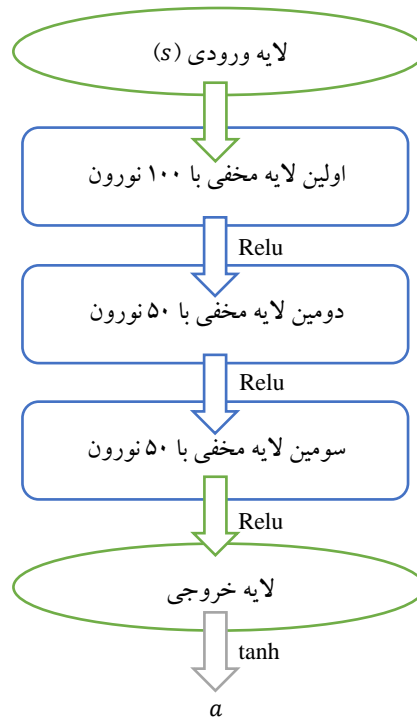 لایه ورودی (s)
اولین لایه مخفی با ۱۰۰ نورون
Relu
دومین لایه مخفی با ۵۰ نورون
Relu
سومین لایه مخفی با ۵۰ نورون
Relu
لایه خروجی
tanh
a